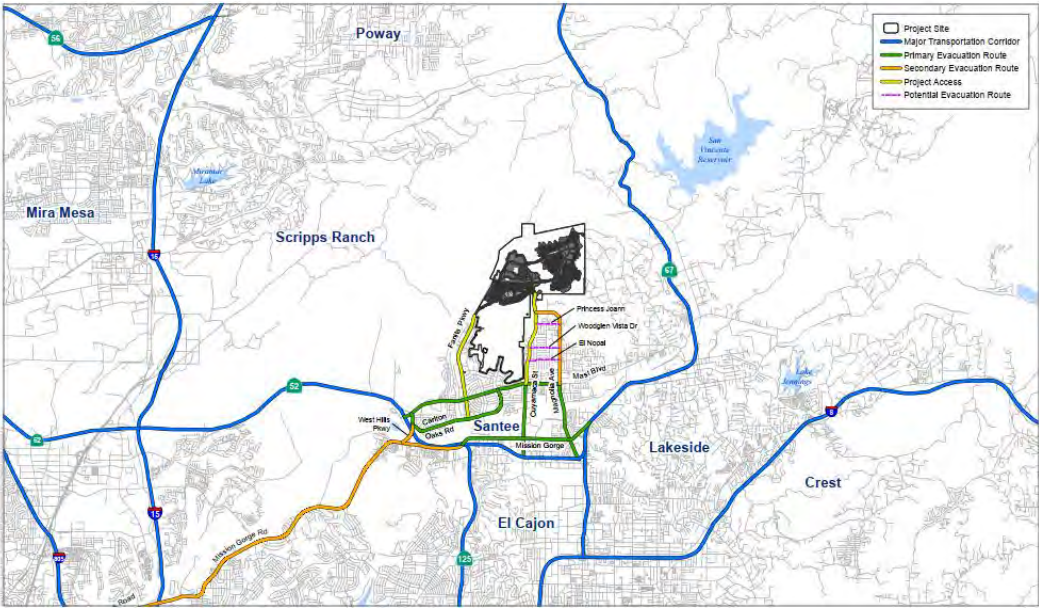 56
Poway
Project Site
Major Transportation Corridor
Primary Evacuation Route
Secondary Evacuation Route
Project Access
Potential Evacuation Route
San
Vincente
Reservoir
Miramar
Lake
Mira Mesa
Scripps Ranch
15
67
Princess Joann
Woodglen Vista Dr
El Nopal
Fanita Pkwy
Mast Blvd
Cuyamaca St
Magnolia Ave
Lake
Jennings
52
8
West Hills
Pkwy
Carlton
Oaks Rd
Santee
52
Mission Gorge
Lakeside
Crest
15
El Cajon
Mission Gorge Rd
805
125
Road